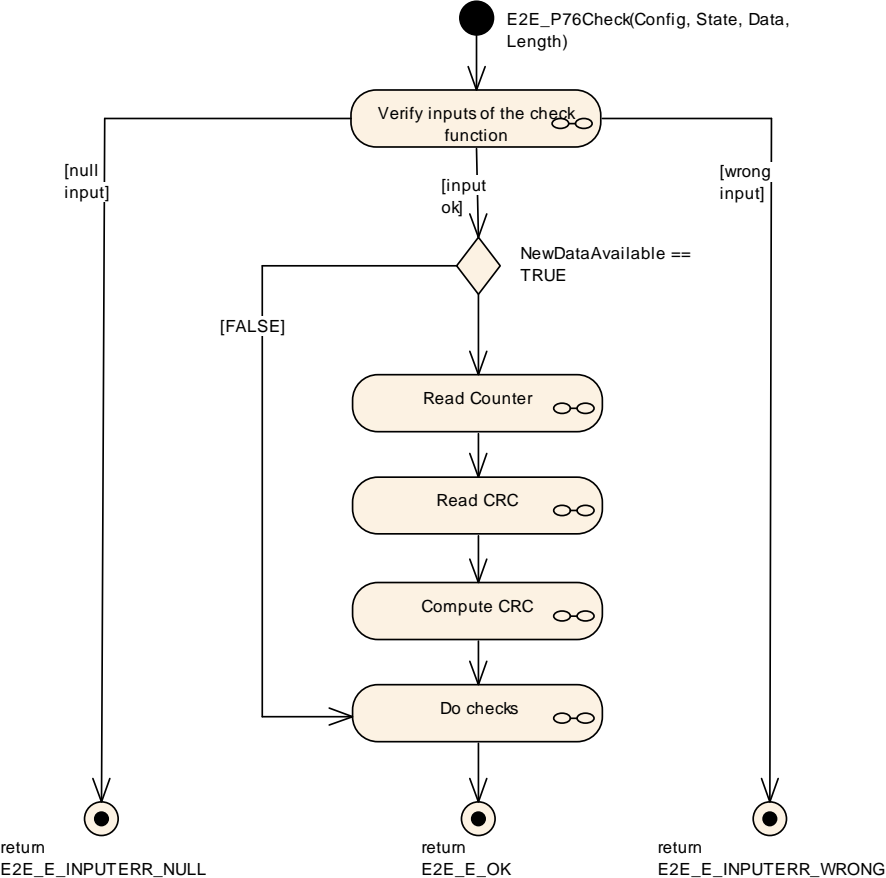 E2E_P76Check(Config, State, Data,
Length)
Verify inputs of the check
function
[null
input]
[wrong
input]
[input
ok]
NewDataAvailable ==
TRUE
[FALSE]
Read Counter
Read CRC
Compute CRC
Do checks
return
E2E_E_INPUTERR_NULL
return
E2E_E_OK
return
E2E_E_INPUTERR_WRONG